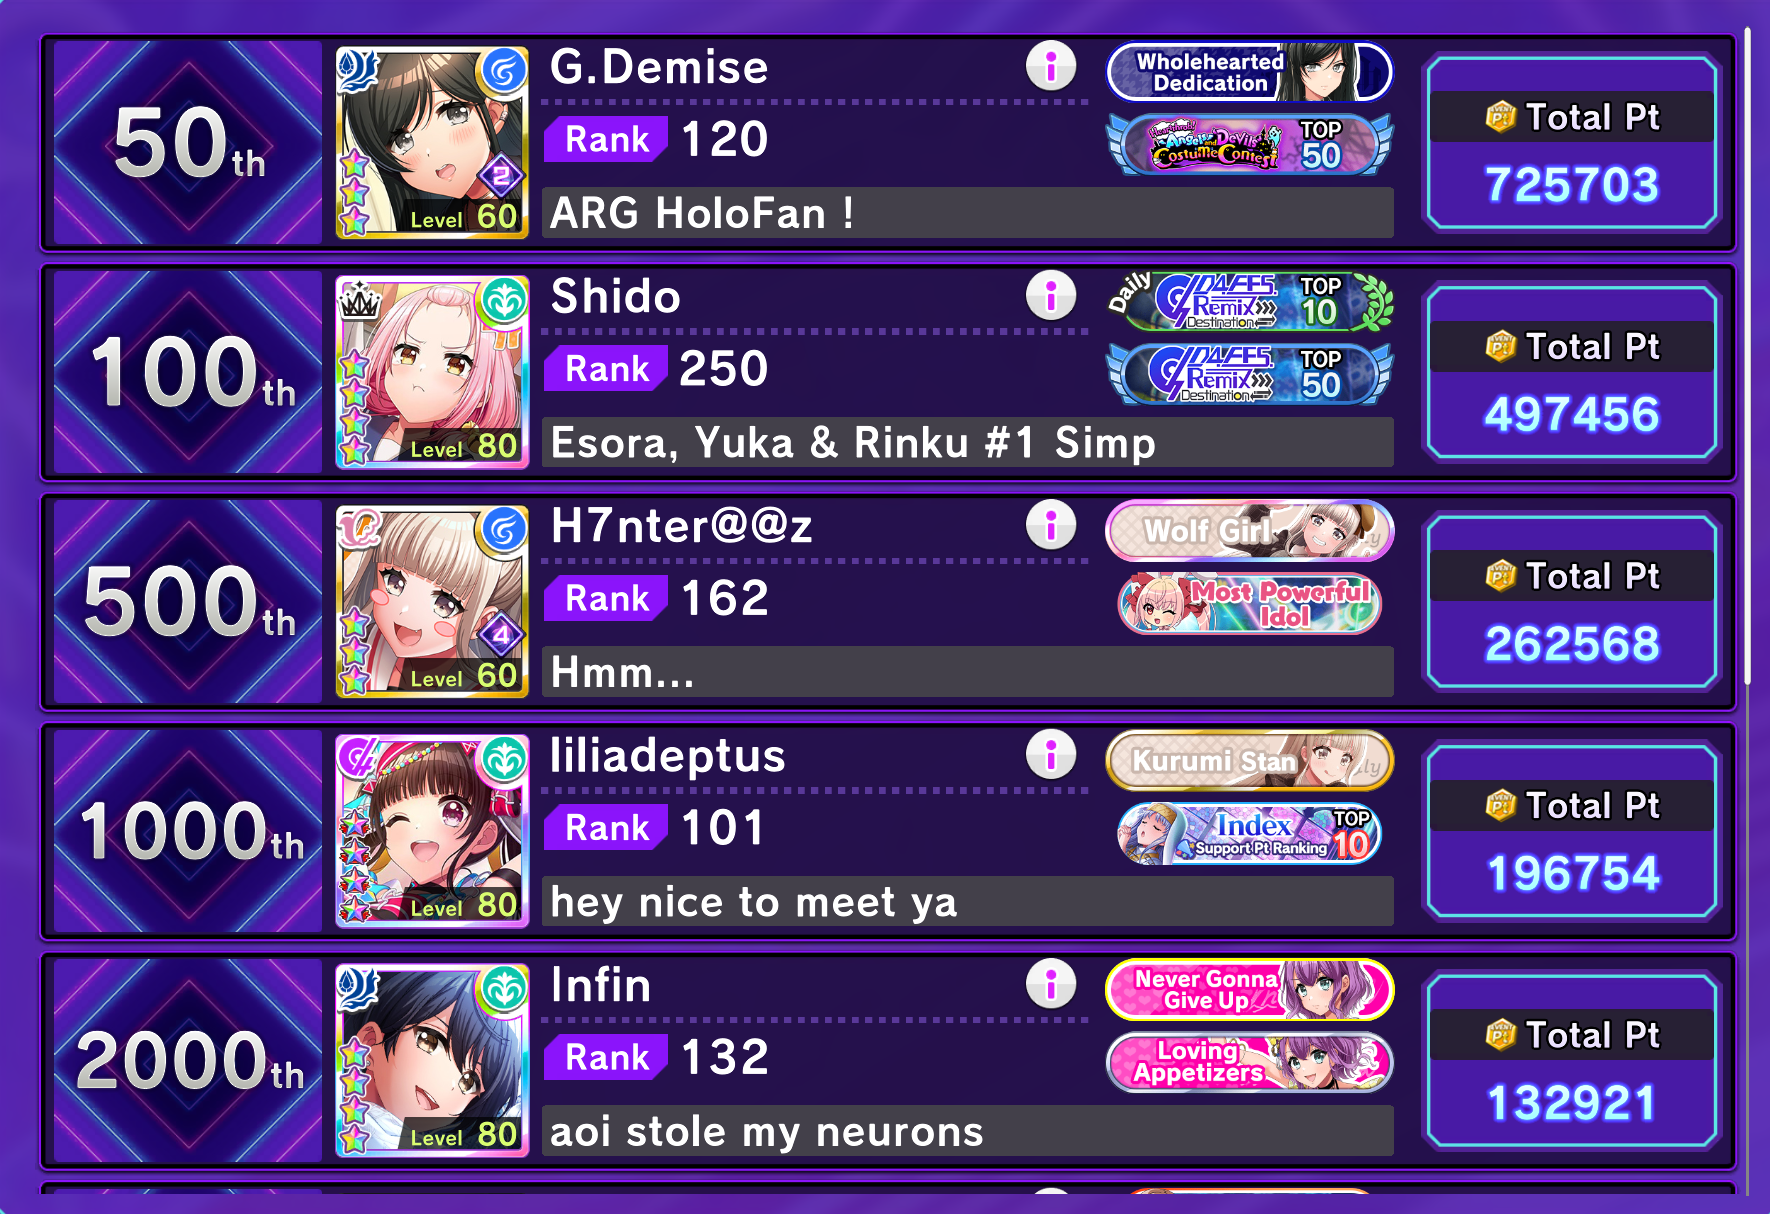 50th
G.Demise
Rank 120
ARG HoloFan !
2
Level 60
Wholehearted
Dedication
Angels and Devils
Costume Contest
TOP
50
Total Pt
725703
100th
Shido
Rank 250
Esora, Yuka & Rinku #1 Simp
Level 80
Daily
D4FES.
Remix
Destination
TOP
10
D4FES.
Remix
Destination
TOP
50
Total Pt
497456
500th
H7nter@@z
Rank 162
Hmm...
4
Level 60
Wolf Girl
Most Powerful
Idol
Total Pt
262568
1000th
liliadeptus
Rank 101
hey nice to meet ya
Level 80
Kurumi Stan
Index
Support Pt Ranking
TOP
10
Total Pt
196754
2000th
Infin
Rank 132
aoi stole my neurons
Level 80
Never Gonna
Give Up
Loving
Appetizers
Total Pt
132921